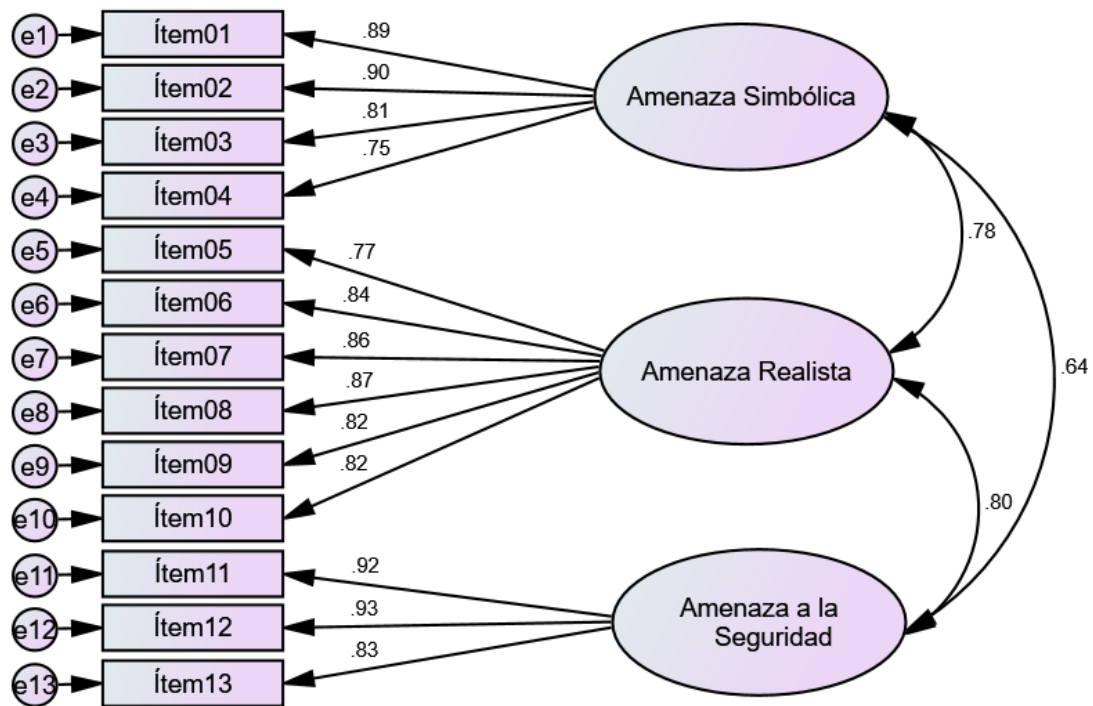 e1
Ítem01
.89
e2
Ítem02
.90
e3
Ítem03
.81
e4
Ítem04
.75
Amenaza Simbólica
e5
Ítem05
.77
e6
Ítem06
.84
e7
Ítem07
.86
e8
Ítem08
.87
e9
Ítem09
.82
e10
Ítem10
.82
Amenaza Realista
e11
Ítem11
.92
e12
Ítem12
.93
e13
Ítem13
.83
Amenaza a la
Seguridad
.78
.64
.80